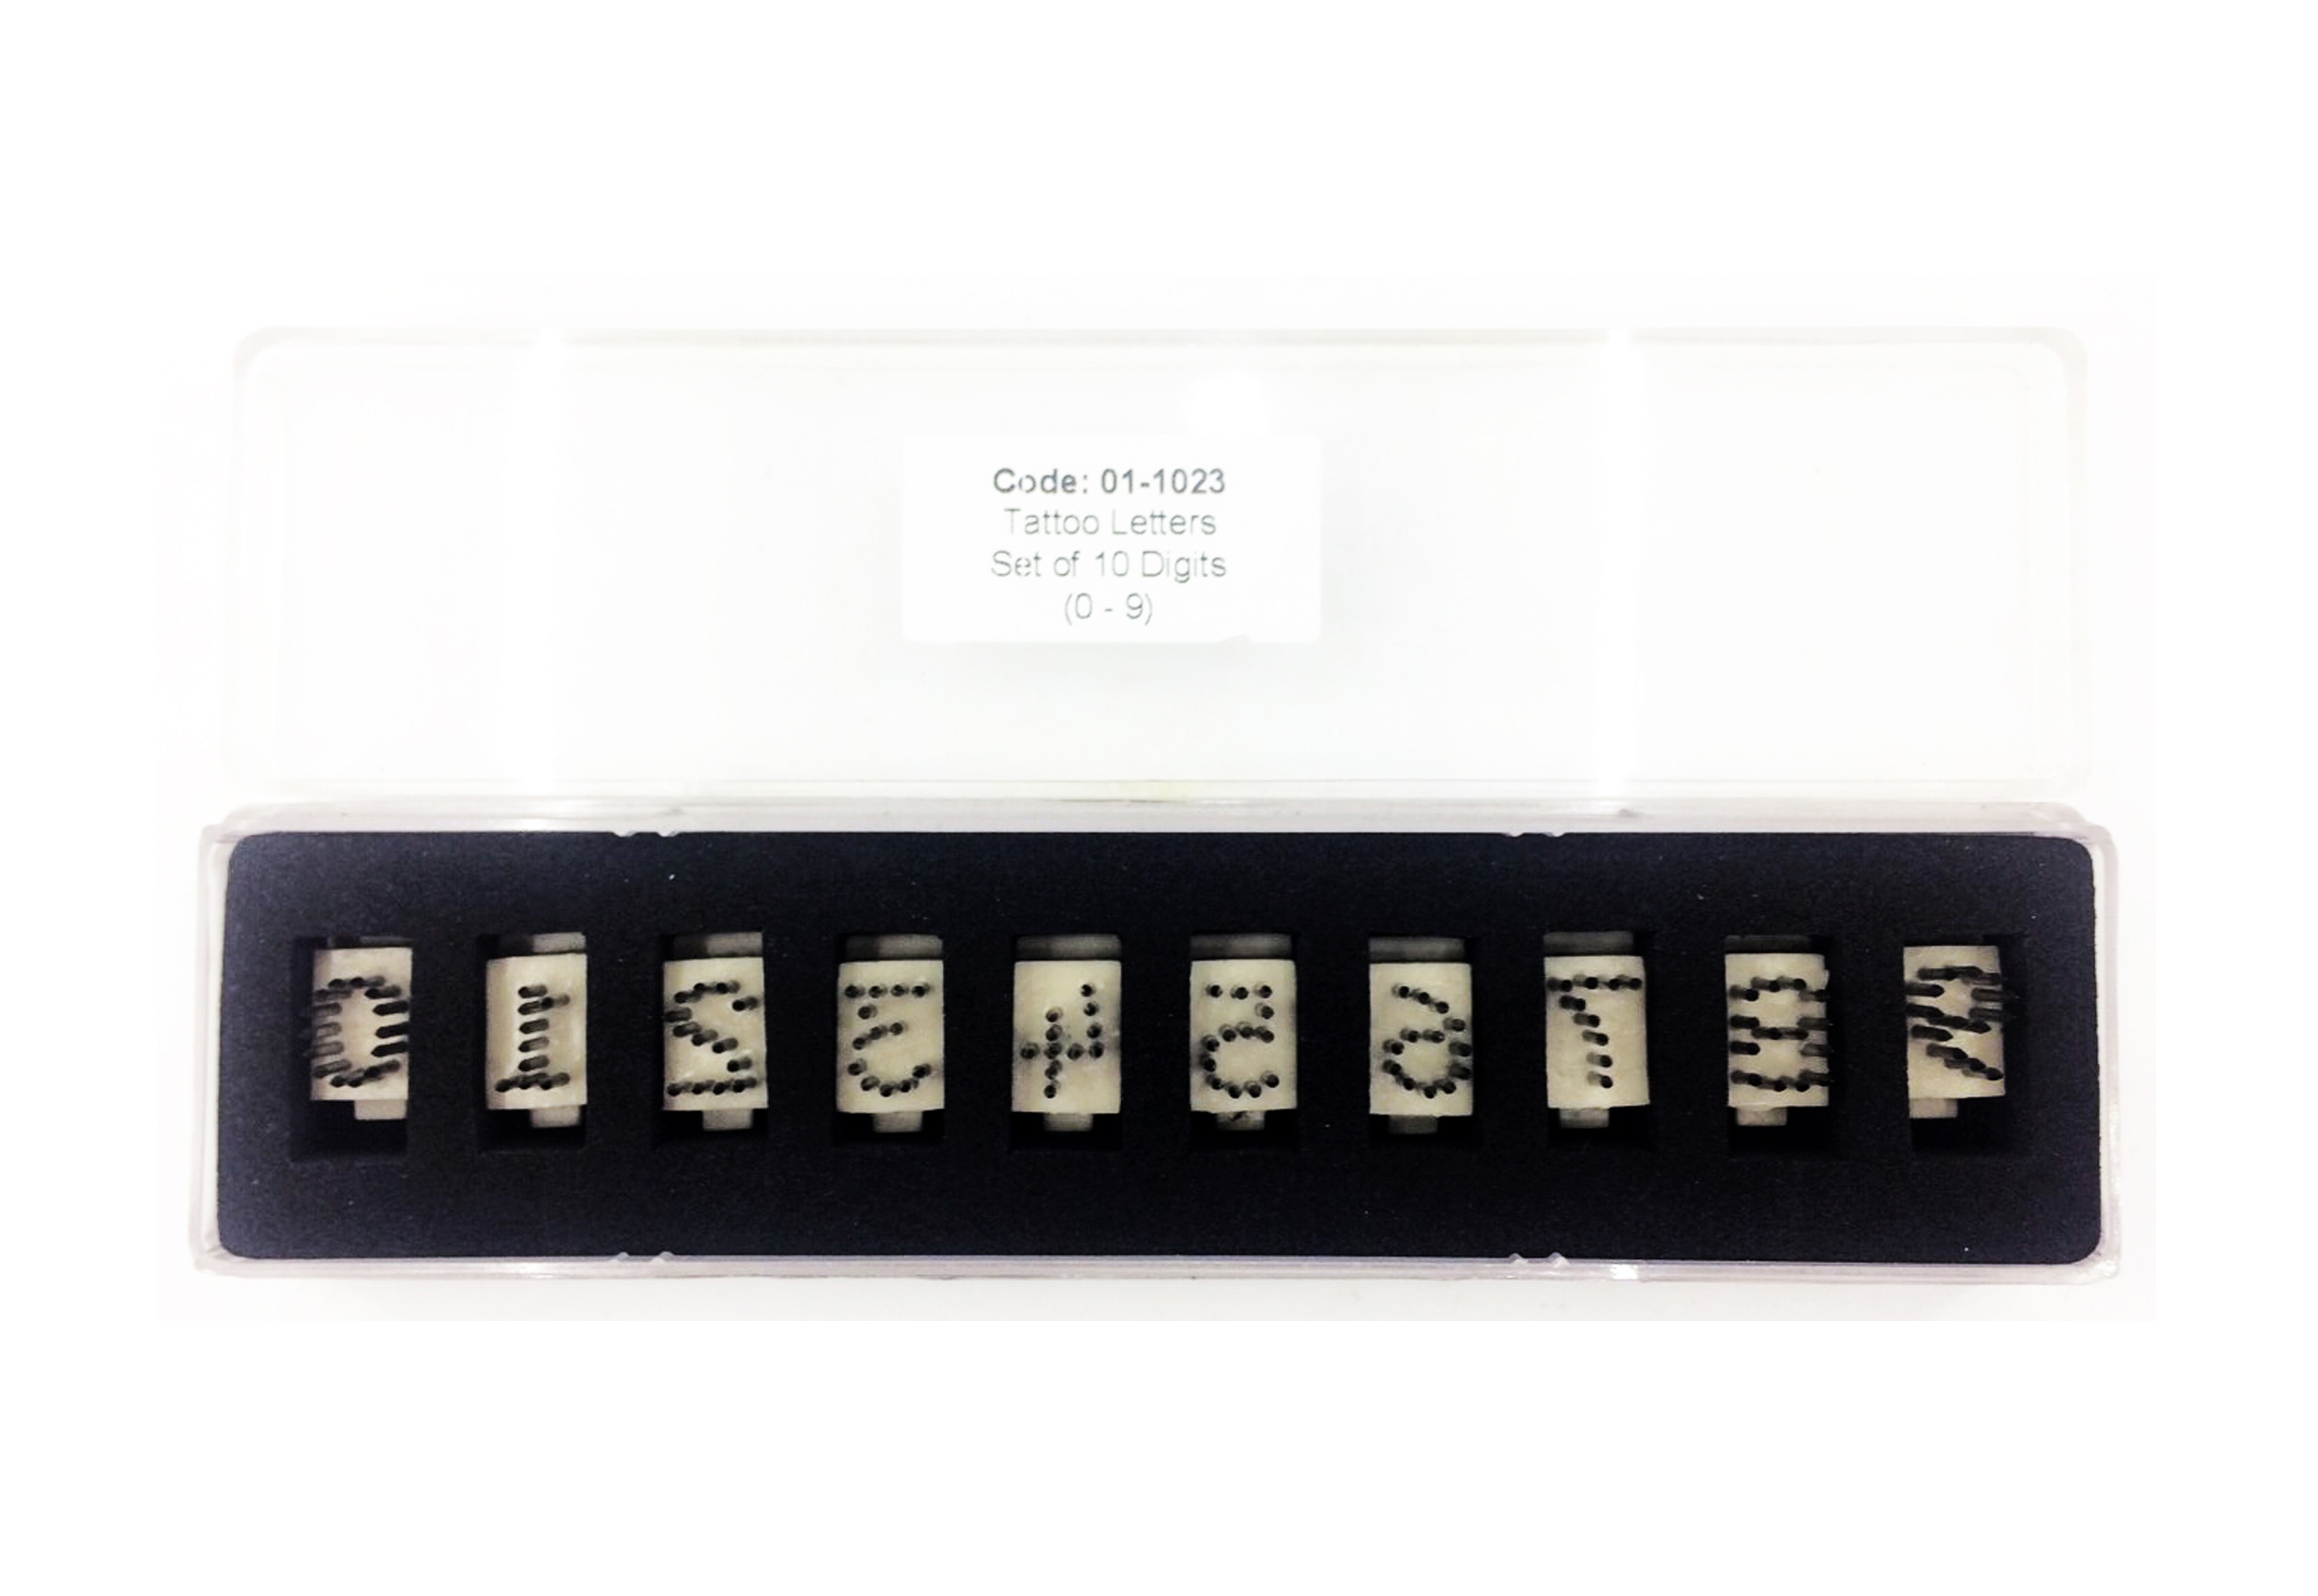 Code: 01-1023
Tattoo Letters
Set of 10 Digits
(0 - 9)